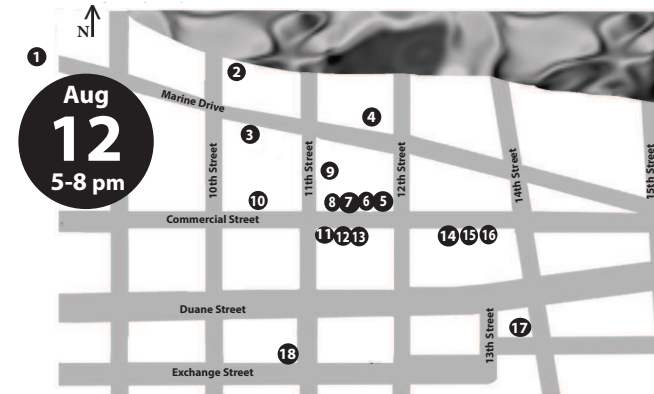 N
1
2
Aug
12
5-8 pm
Marine Drive
4
3
9
10th Street
11th Street
12th Street
14th Street
15th Street
10
8 7 6 5
Commercial Street
11 12 13
14 15 16
Duane Street
13th Street
17
18
Exchange Street